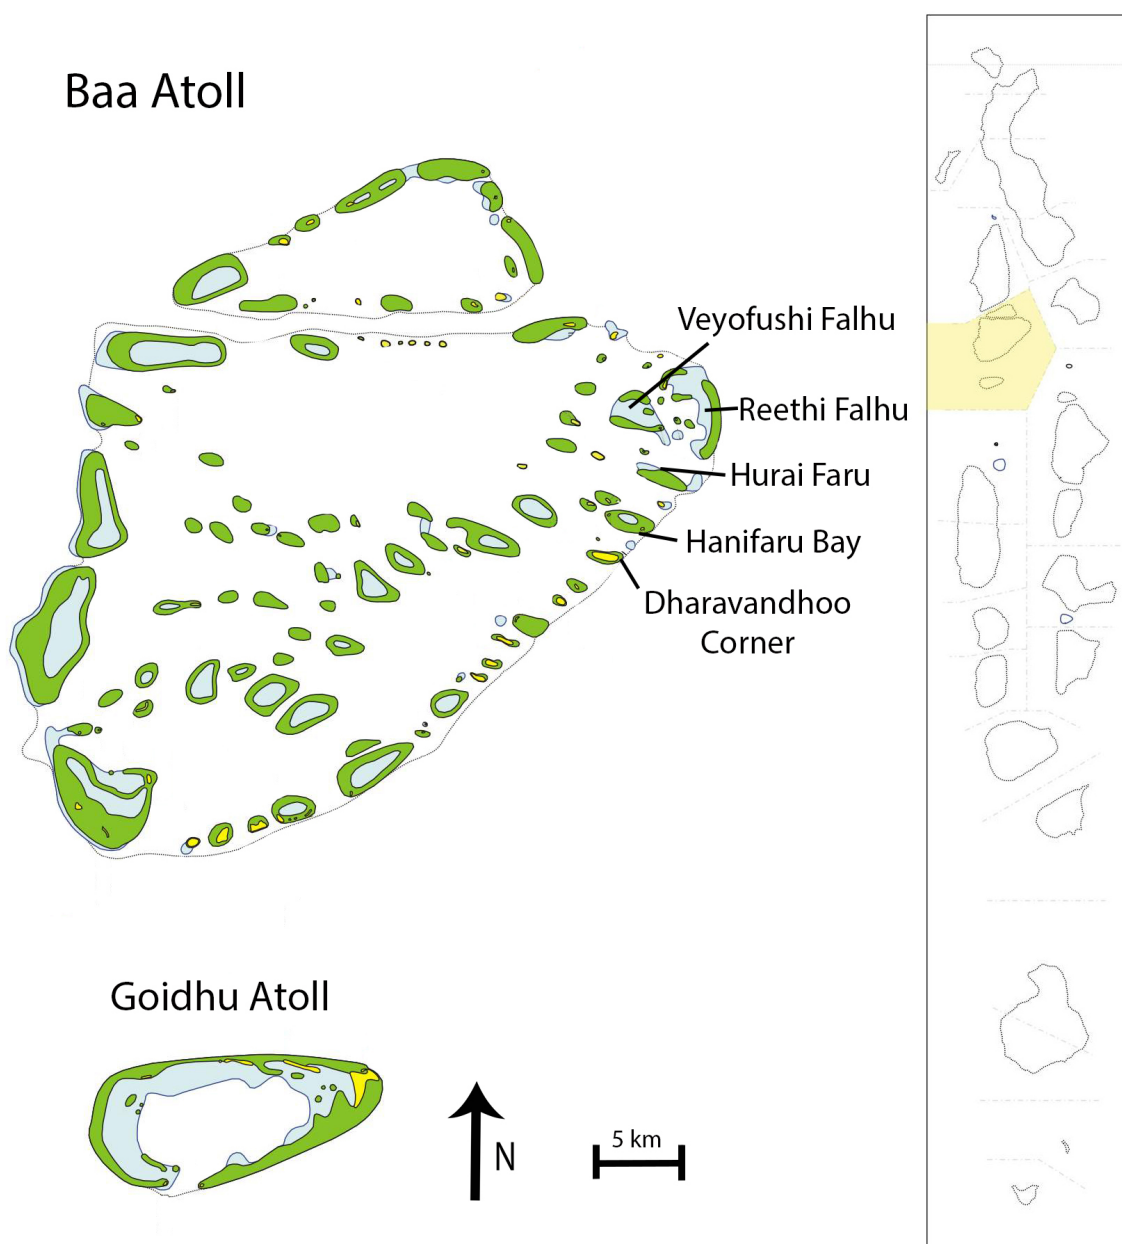 Baa Atoll
Veyofushi Falhu
Reethi Falhu
Hurai Faru
Hanifaru Bay
Dharavandhoo
Corner
Goidhu Atoll
N
5 km